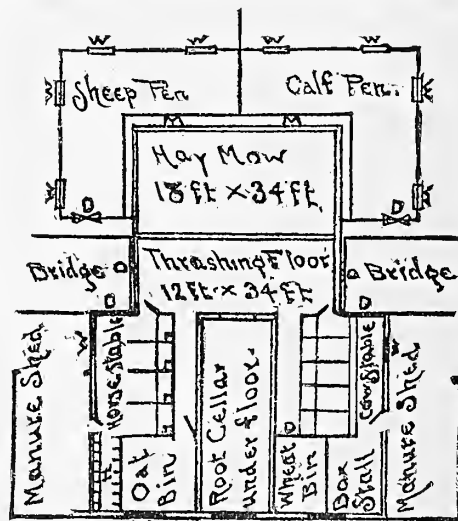 W W W W
W Sheep Pen Calf Pen. W
M M
Hay Mow
18 ft × 34 ft.
W W
D D
Thrashing Floor
12 ft. × 34 ft.
Bridge D
D Bridge
D D
Manure Shed
W
Horse stable
H
Oat
Bin
Root Cellar
under floor.
D
Wheat
Bin
Box
Stall
Cow stable
W
Manure Shed